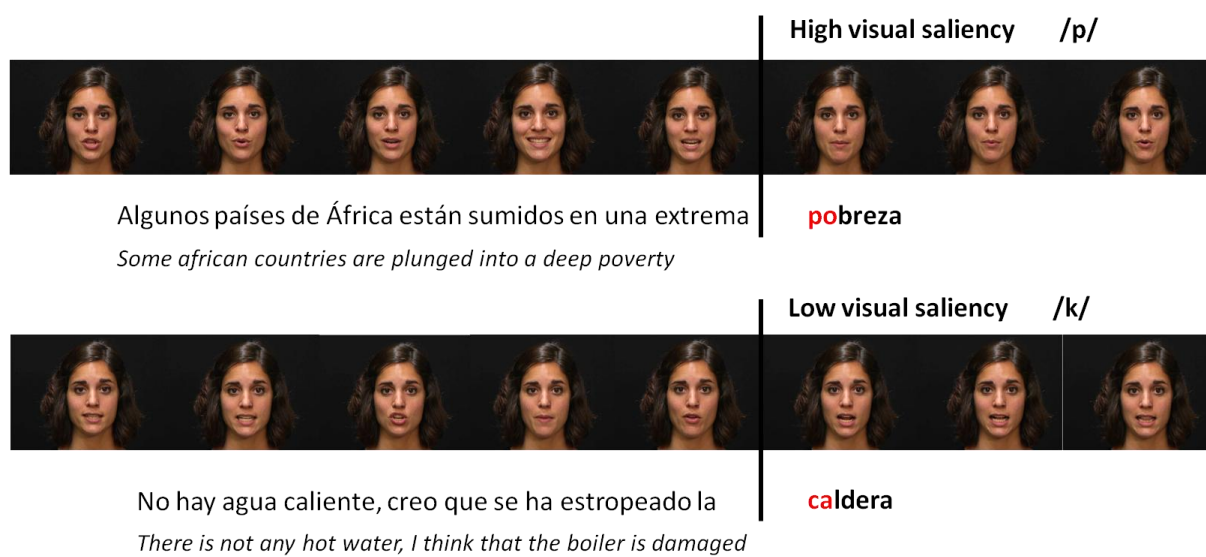 High visual saliency /p/
Algunos países de África están sumidos en una extrema pobreza
Some african countries are plunged into a deep poverty
Low visual saliency /k/
No hay agua caliente, creo que se ha estropeado la caldera
There is not any hot water, I think that the boiler is damaged